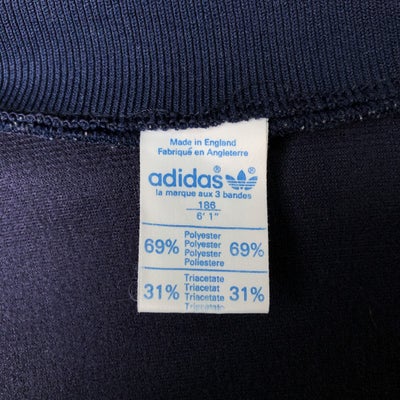 Made in England
Fabriqué en Angleterre
adidas ®
la marque aux 3 bandes
186
6' 1"
69% Polyester 69%
Polyester
Polyester
Poliestere
31% Triacetate 31%
Triacetat
Triacetate
Triacetato